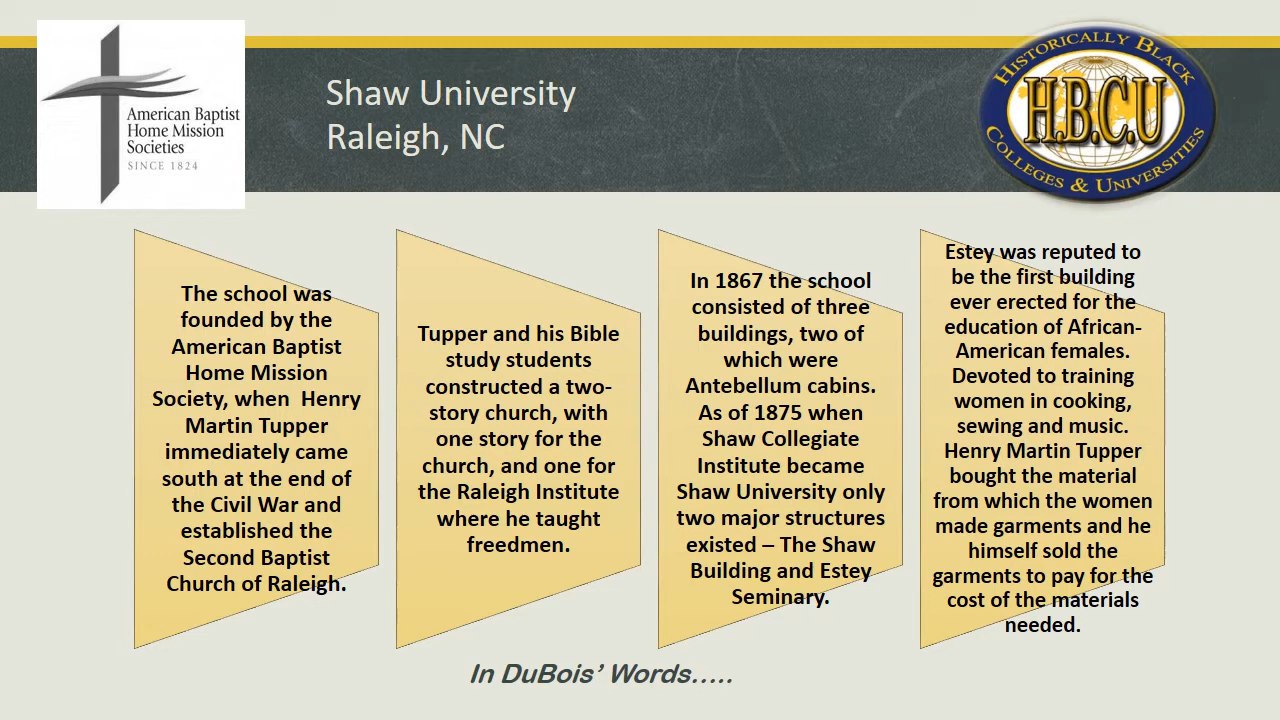 American Baptist
Home Mission
Societies
SINCE 1824
Shaw University
Raleigh, NC
HISTORICALLY BLACK
H.B.C.U
COLLEGES & UNIVERSITIES
The school was
founded by the
American Baptist
Home Mission
Society, when  Henry
Martin Tupper
immediately came
south at the end of
the Civil War and
established the
Second Baptist
Church of Raleigh.
Tupper and his Bible
study students
constructed a two-
story church, with
one story for the
church, and one for
the Raleigh Institute
where he taught
freedmen.
In 1867 the school
consisted of three
buildings, two of
which were
Antebellum cabins.
As of 1875 when
Shaw Collegiate
Institute became
Shaw University only
two major structures
existed – The Shaw
Building and Estey
Seminary.
Estey was reputed to
be the first building
ever erected for the
education of African-
American females.
Devoted to training
women in cooking,
sewing and music.
Henry Martin Tupper
bought the material
from which the women
made garments and he
himself sold the
garments to pay for the
cost of the materials
needed.
In DuBois’ Words…..